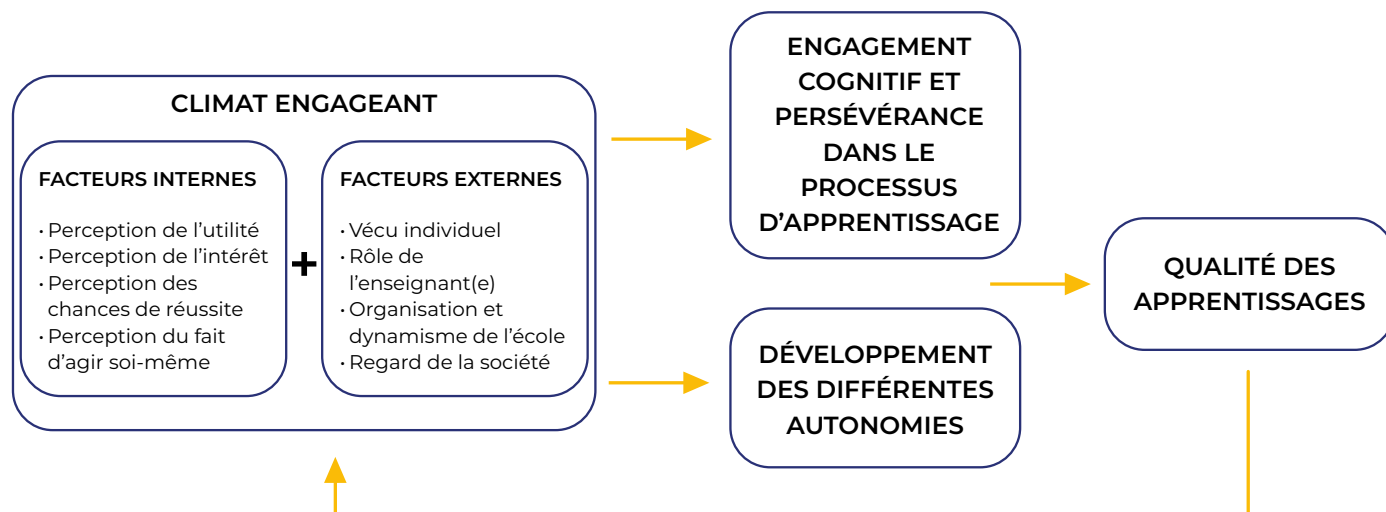 CLIMAT ENGAGEANT
FACTEURS INTERNES
· Perception de l’utilité
· Perception de l’intérêt
· Perception des
chances de réussite
· Perception du fait
d’agir soi-même
+
FACTEURS EXTERNES
· Vécu individuel
· Rôle de
l’enseignant(e)
· Organisation et
dynamisme de l’école
· Regard de la société
ENGAGEMENT
COGNITIF ET
PERSÉVÉRANCE
DANS LE
PROCESSUS
D’APPRENTISSAGE
DÉVELOPPEMENT
DES DIFFÉRENTES
AUTONOMIES
QUALITÉ DES
APPRENTISSAGES